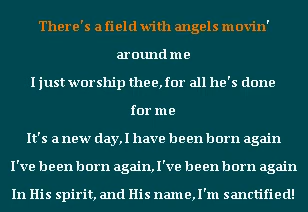 There's a field with angels movin'
around me
I just worship thee, for all he's done
for me
It's a new day, I have been born again
I've been born again, I've been born again
In His spirit, and His name, I'm sanctified!